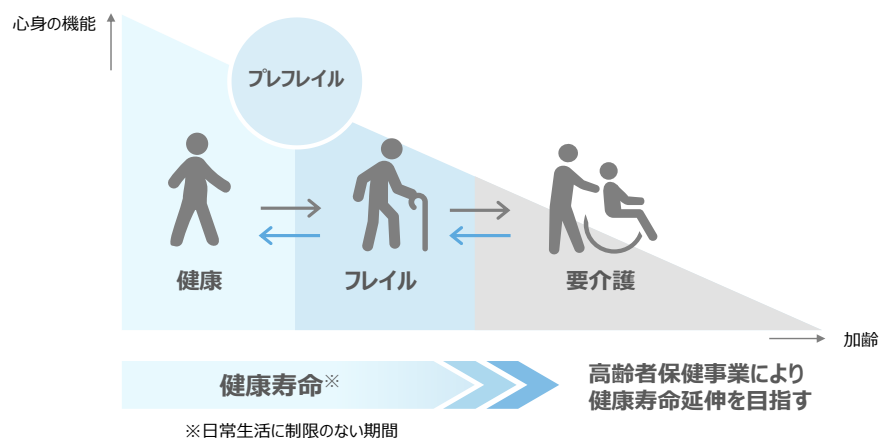 心身の機能
プレフレイル
健康
フレイル
要介護
加齢
健康寿命※
高齢者保健事業により
健康寿命延伸を目指す
※日常生活に制限のない期間